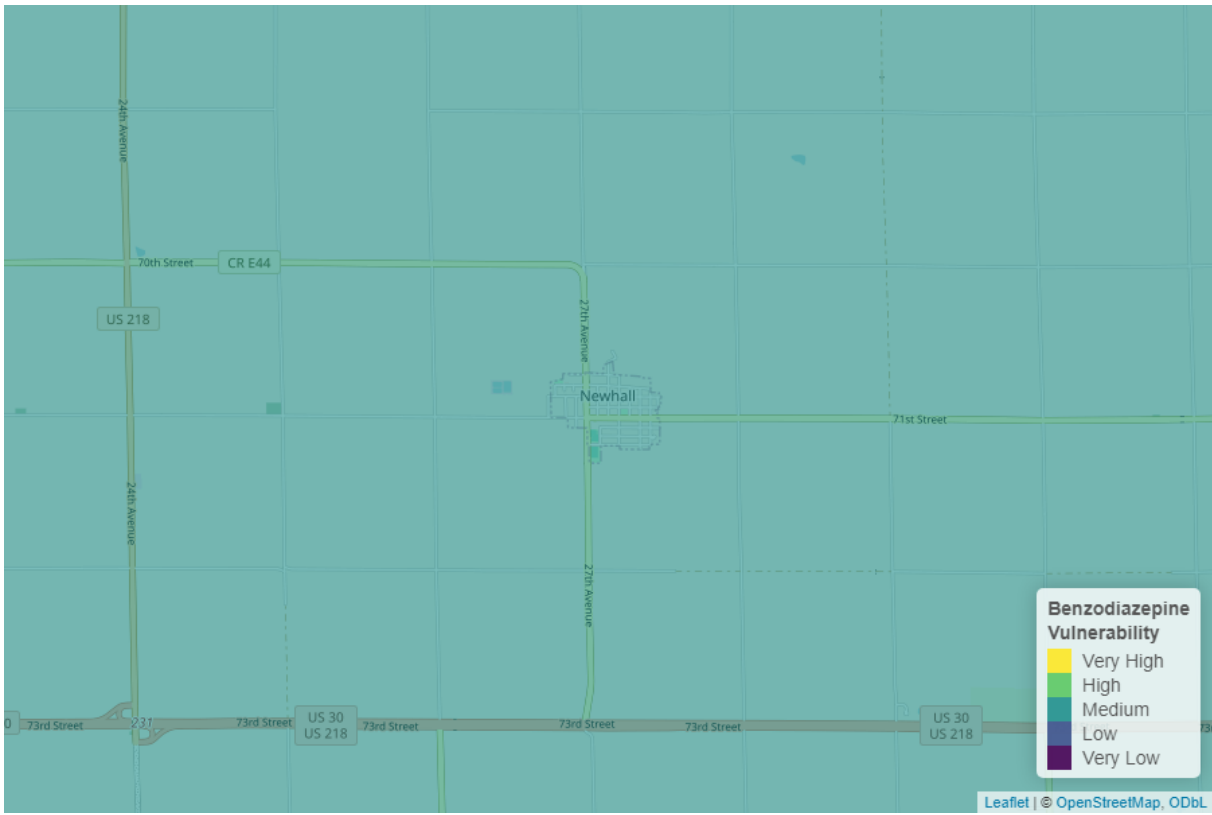 24th Avenue
70th Street
CR E44
US 218
27th Avenue
Newhall
71st Street
24th Avenue
27th Avenue
Benzodiazepine
Vulnerability
Very High
High
Medium
Low
Very Low
0
73rd Street
231
73rd Street
US 30
US 218
73rd Street
73rd Street
73rd Street
US 30
US 218
73
Leaflet | © OpenStreetMap, ODbL